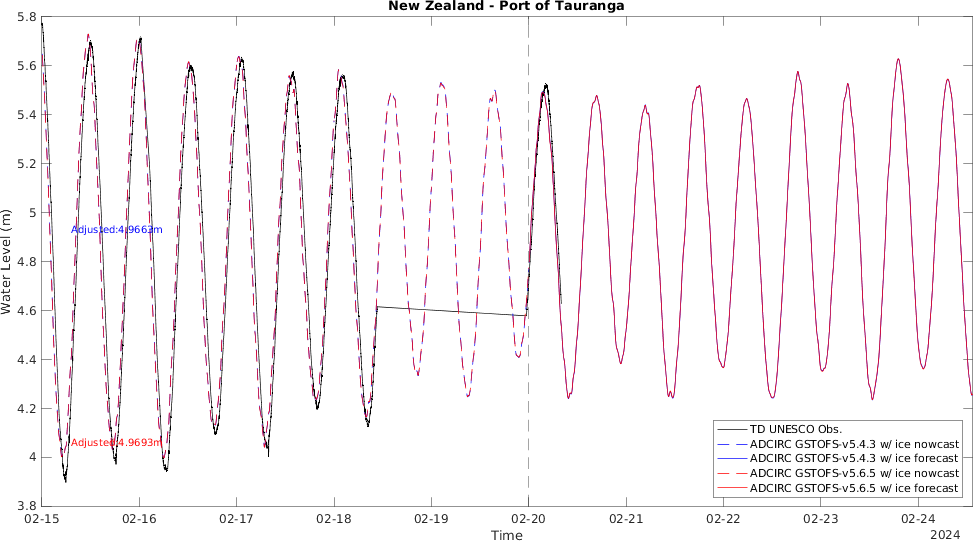 New Zealand - Port of Tauranga
Water Level (m)
5.8
5.6
5.4
5.2
5
4.8
4.6
4.4
4.2
4
3.8
Adjusted:4.9662m
Adjusted:4.9693m
TD UNESCO Obs.
ADCIRC GSTOFS-v5.4.3 w/ ice nowcast
ADCIRC GSTOFS-v5.4.3 w/ ice forecast
ADCIRC GSTOFS-v5.6.5 w/ ice nowcast
ADCIRC GSTOFS-v5.6.5 w/ ice forecast
02-15 02-16 02-17 02-18 02-19 02-20 02-21 02-22 02-23 02-24
Time
2024